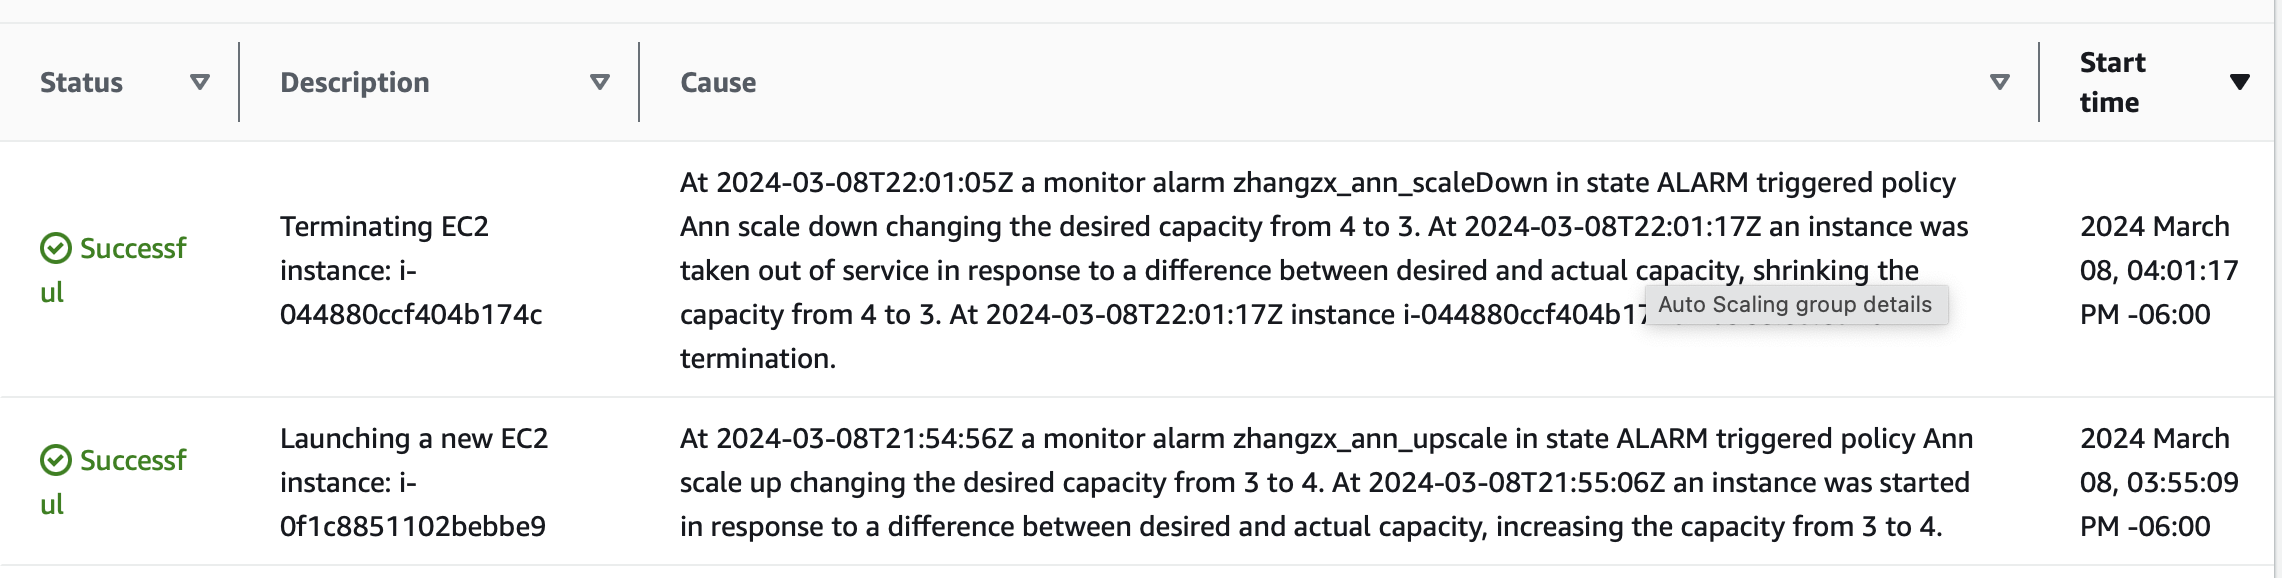 Status
Description
Cause
Start
time
Successf
ul
Terminating EC2
instance: i-
044880ccf404b174c
At 2024-03-08T22:01:05Z a monitor alarm zhangzx_ann_scaleDown in state ALARM triggered policy
Ann scale down changing the desired capacity from 4 to 3. At 2024-03-08T22:01:17Z an instance was
taken out of service in response to a difference between desired and actual capacity, shrinking the
capacity from 4 to 3. At 2024-03-08T22:01:17Z instance
termination.
Auto Scaling group details
2024 March
08, 04:01:17
PM -06:00
Successf
ul
Launching a new EC2
instance: i-
0f1c8851102bebbe9
At 2024-03-08T21:54:56Z a monitor alarm zhangzx_ann_upscale in state ALARM triggered policy Ann
scale up changing the desired capacity from 3 to 4. At 2024-03-08T21:55:06Z an instance was started
in response to a difference between desired and actual capacity, increasing the capacity from 3 to 4.
2024 March
08, 03:55:09
PM -06:00